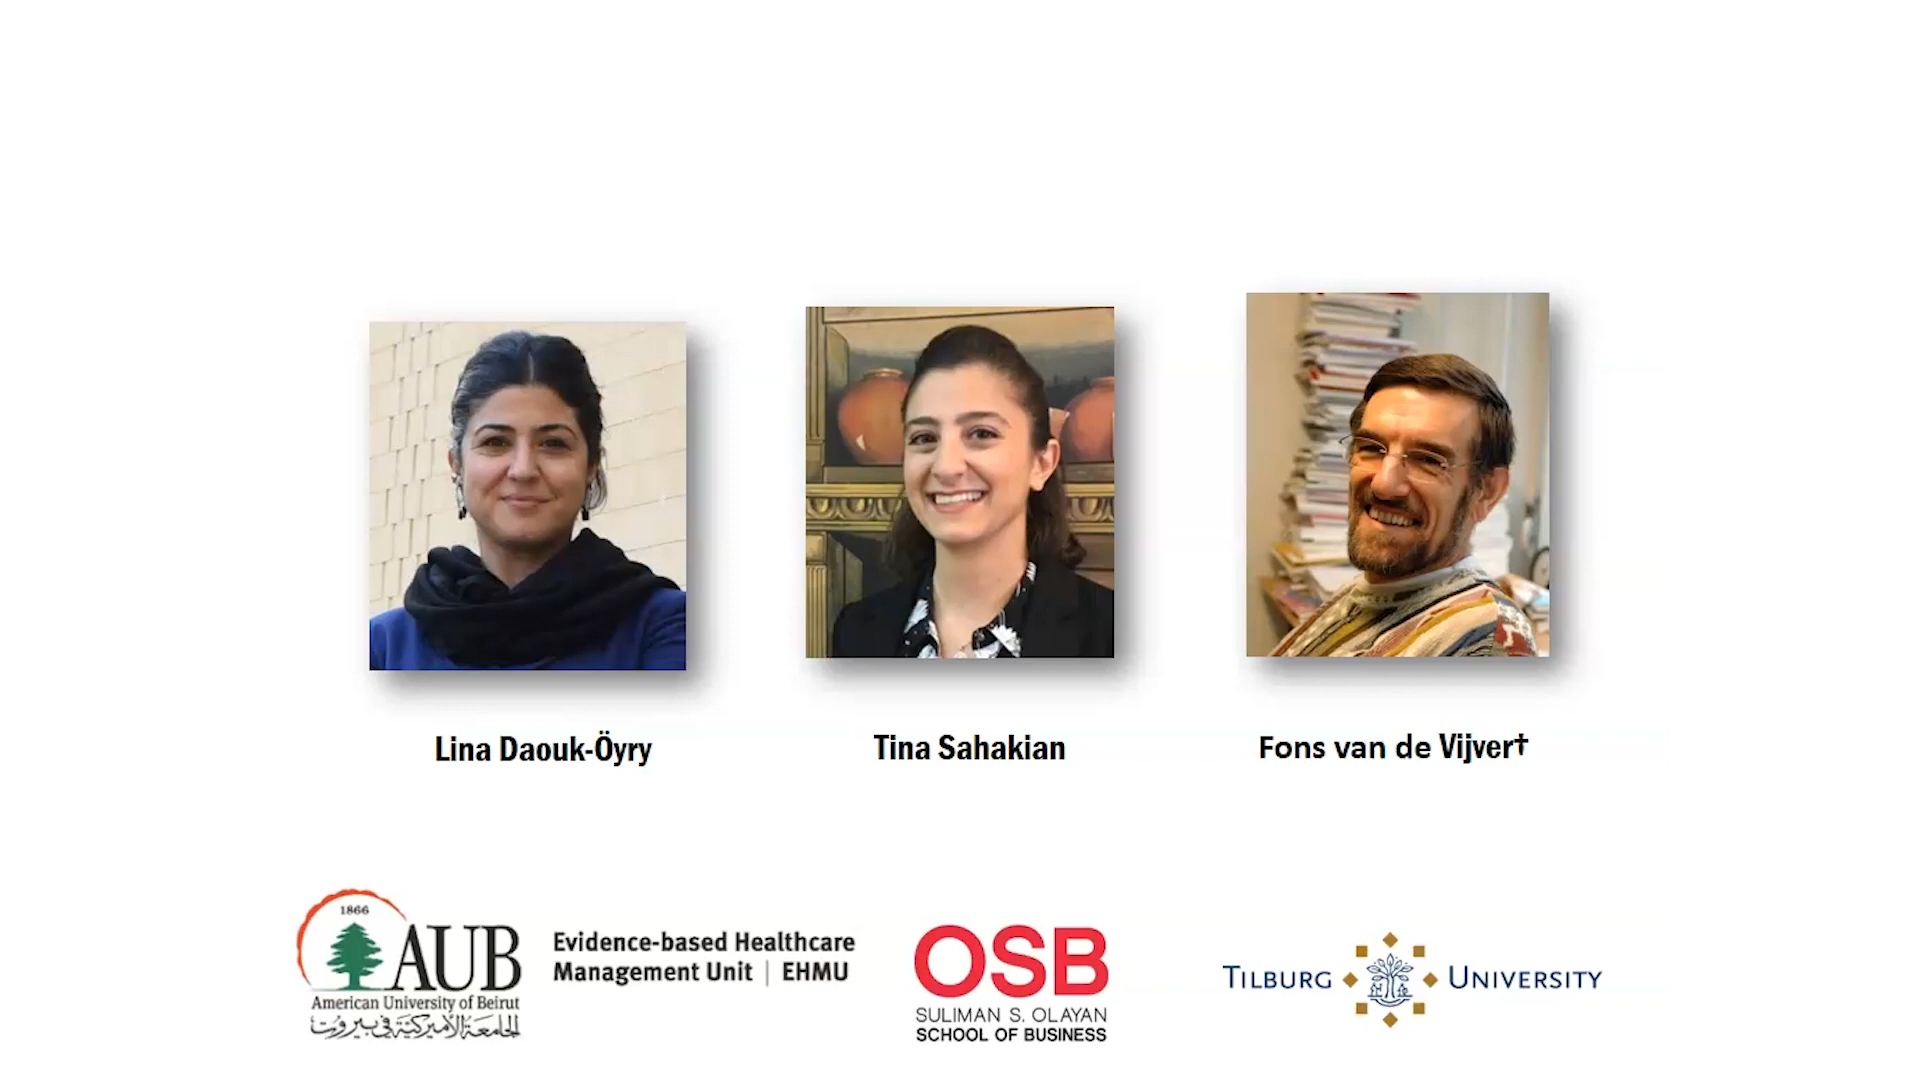 Lina Daouk-Öyry
Tina Sahakian
Fons van de Vijver†
1866
AUB
American University of Beirut
الجامعة الأميركية في بيروت
Evidence-based Healthcare
Management Unit | EHMU
OSB
SULIMAN S. OLAYAN
SCHOOL OF BUSINESS
TILBURG UNIVERSITY